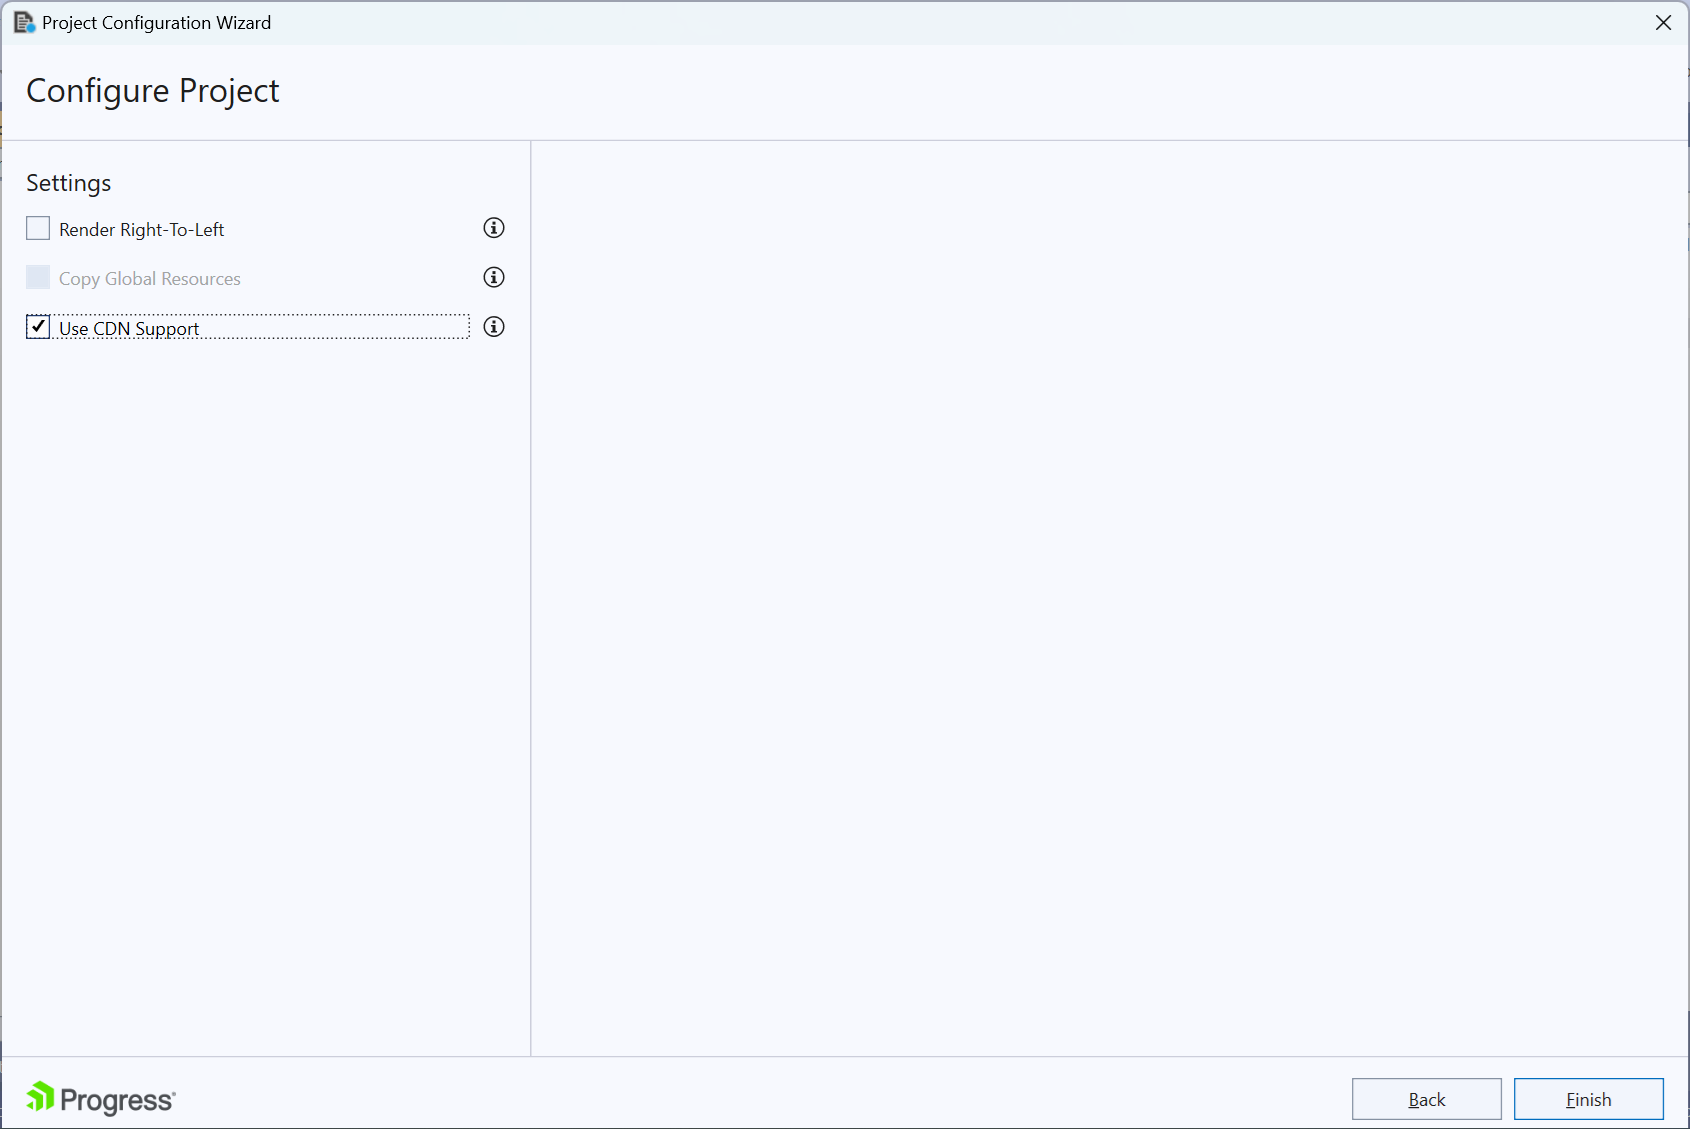 Project Configuration Wizard
Configure Project
Settings
Render Right-To-Left
Copy Global Resources
Use CDN Support
Progress®
Back
Finish